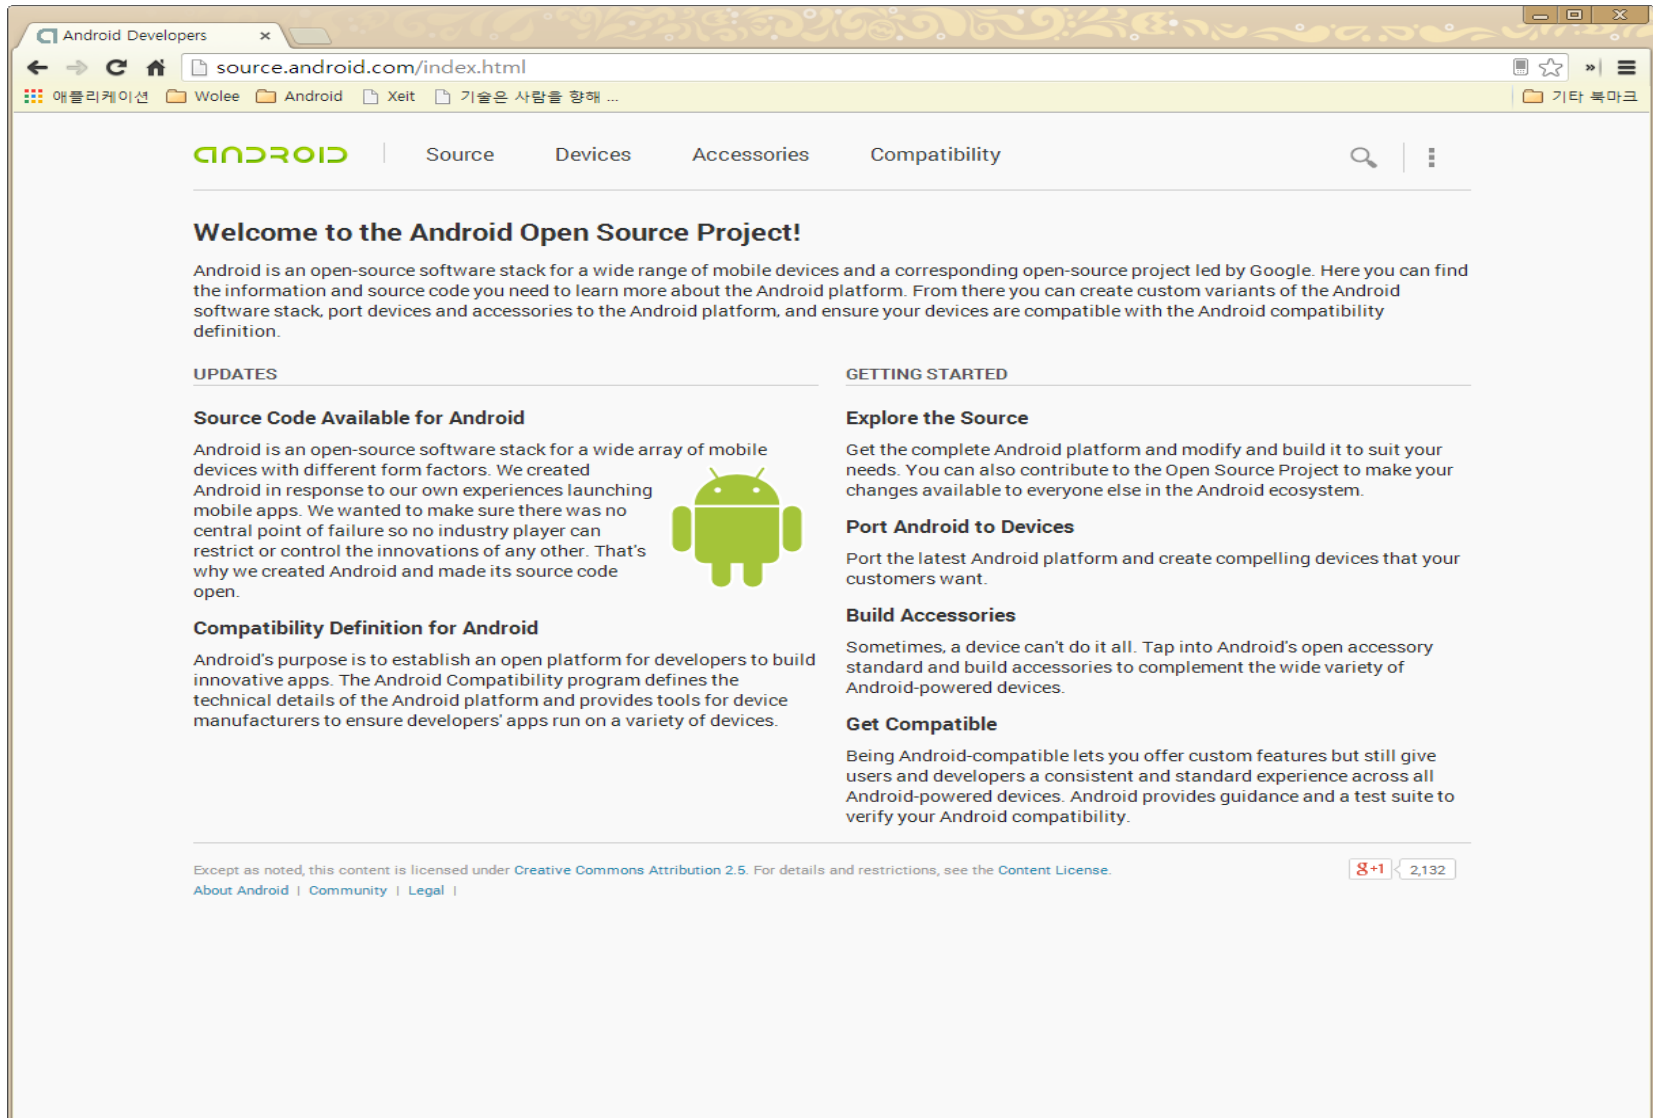 Android Developers
source.android.com/index.html
애플리케이션 Wolee Android Xeit 기술은 사람을 향해 ... 기타 북마크
ANDROID Source Devices Accessories Compatibility
Welcome to the Android Open Source Project!
Android is an open-source software stack for a wide range of mobile devices and a corresponding open-source project led by Google. Here you can find
the information and source code you need to learn more about the Android platform. From there you can create custom variants of the Android
software stack, port devices and accessories to the Android platform, and ensure your devices are compatible with the Android compatibility
definition.
UPDATES
Source Code Available for Android
Android is an open-source software stack for a wide array of mobile
devices with different form factors. We created
Android in response to our own experiences launching
mobile apps. We wanted to make sure there was no
central point of failure so no industry player can
restrict or control the innovations of any other. That's
why we created Android and made its source code
open.
Compatibility Definition for Android
Android's purpose is to establish an open platform for developers to build
innovative apps. The Android Compatibility program defines the
technical details of the Android platform and provides tools for device
manufacturers to ensure developers' apps run on a variety of devices.
GETTING STARTED
Explore the Source
Get the complete Android platform and modify and build it to suit your
needs. You can also contribute to the Open Source Project to make your
changes available to everyone else in the Android ecosystem.
Port Android to Devices
Port the latest Android platform and create compelling devices that your
customers want.
Build Accessories
Sometimes, a device can't do it all. Tap into Android's open accessory
standard and build accessories to complement the wide variety of
Android-powered devices.
Get Compatible
Being Android-compatible lets you offer custom features but still give
users and developers a consistent and standard experience across all
Android-powered devices. Android provides guidance and a test suite to
verify your Android compatibility.
Except as noted, this content is licensed under Creative Commons Attribution 2.5. For details and restrictions, see the Content License.
g+1 2,132
About Android | Community | Legal |